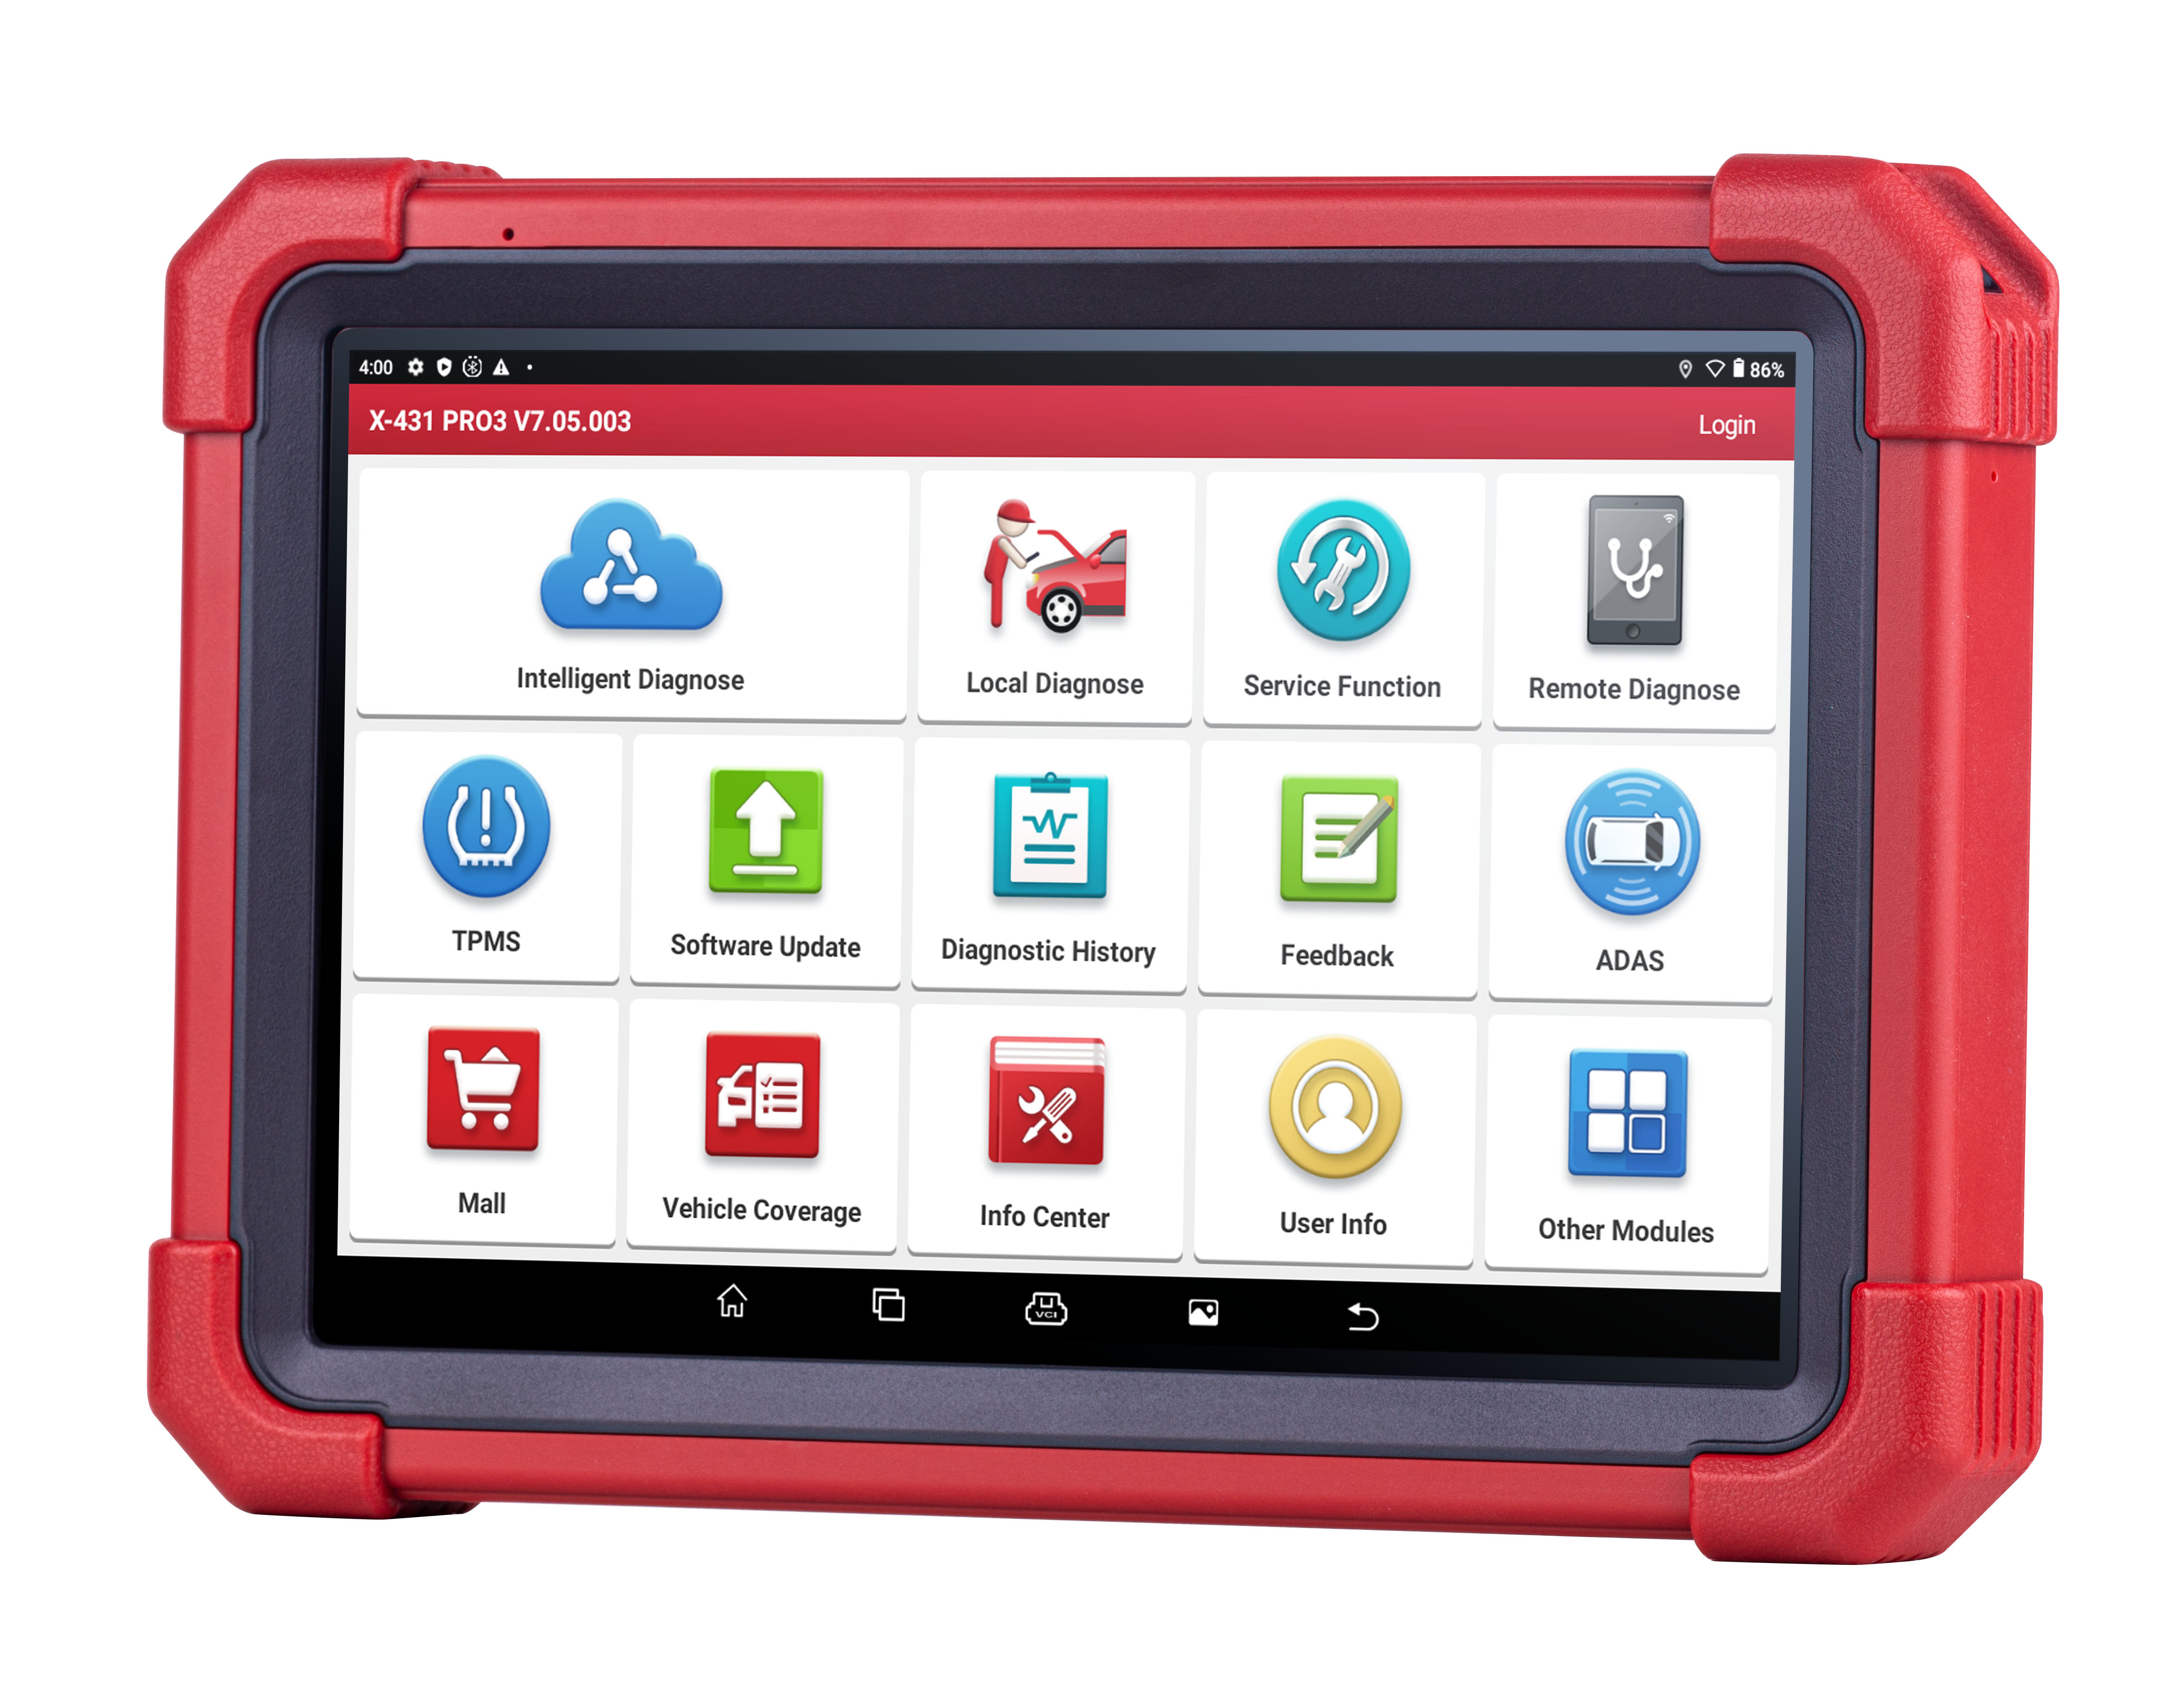 4:00
86%
X-431 PRO3 V7.05.003
Login
Intelligent Diagnose
Local Diagnose
Service Function
Remote Diagnose
TPMS
Software Update
Diagnostic History
Feedback
ADAS
Mall
Vehicle Coverage
Info Center
User Info
Other Modules
VCI